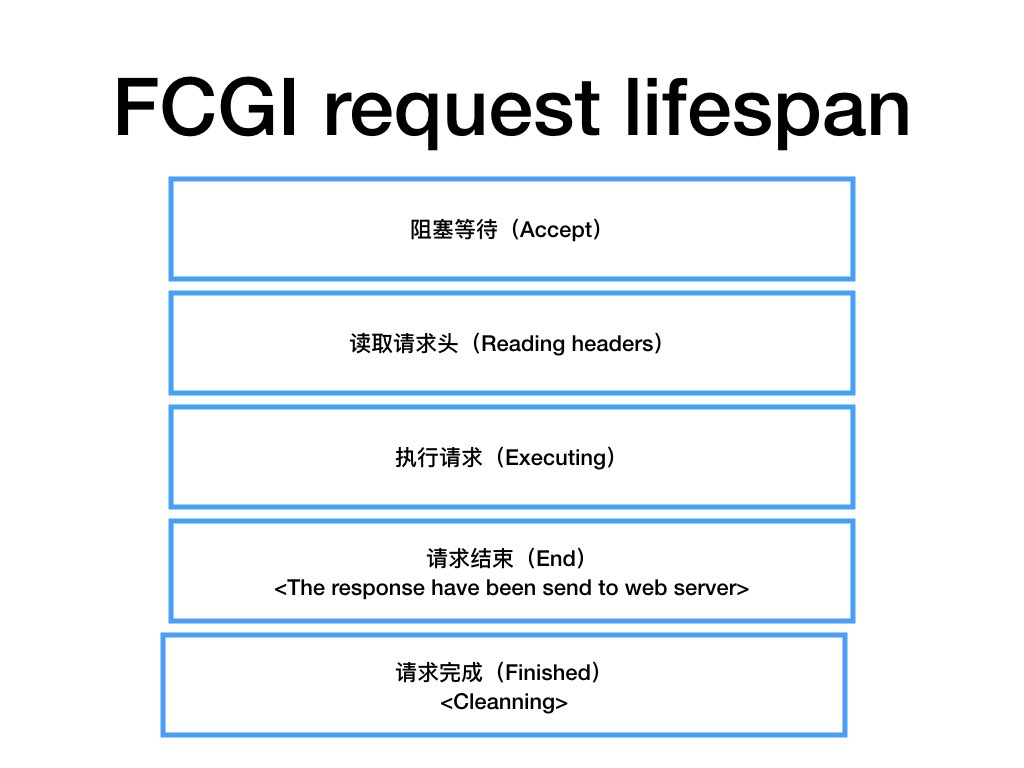 FCGI request lifespan
阻塞等待（Accept）
读取请求头（Reading headers）
执行请求（Executing）
请求结束（End）
<The response have been send to web server>
请求完成（Finished）
<Cleanning>